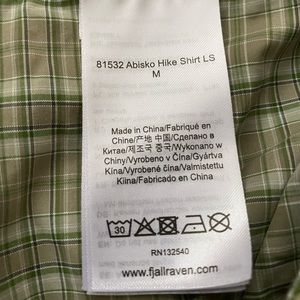 81532 Abisko Hike Shirt LS
M
Made in China/Fabriqué en
Chine/产地 中国/Сделано в
Китае/제조국 중국/Wykonano w
Chiny/Vyrobeno v Čína/Gyártva
Kína/Vyrobené Čína/Valmistettu
Kiina/Fabricado en China
30
RN132540
www.fjallraven.com